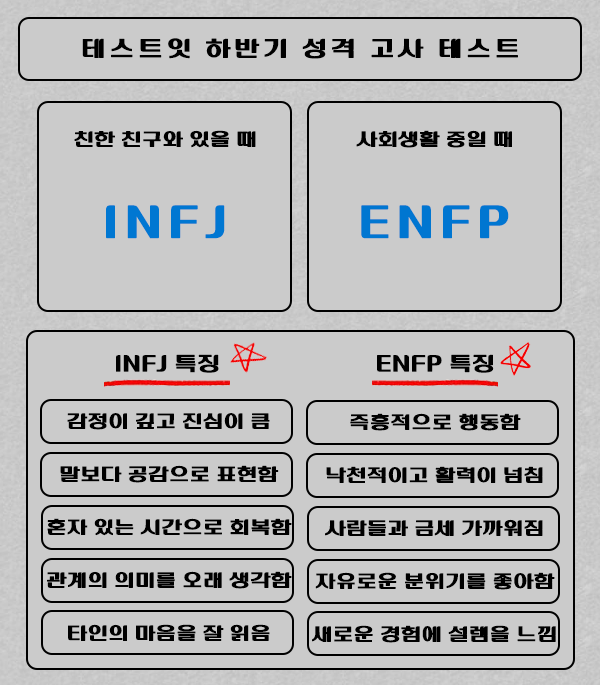 테스트잇 하반기 성격 고사 테스트
친한 친구와 있을 때
INFJ
사회생활 중일 때
ENFP
INFJ 특징
감정이 깊고 진심이 큼
말보다 공감으로 표현함
혼자 있는 시간으로 회복함
관계의 의미를 오래 생각함
타인의 마음을 잘 읽음
ENFP 특징
즉흥적으로 행동함
낙천적이고 활력이 넘침
사람들과 금세 가까워짐
자유로운 분위기를 좋아함
새로운 경험에 설렘을 느낌